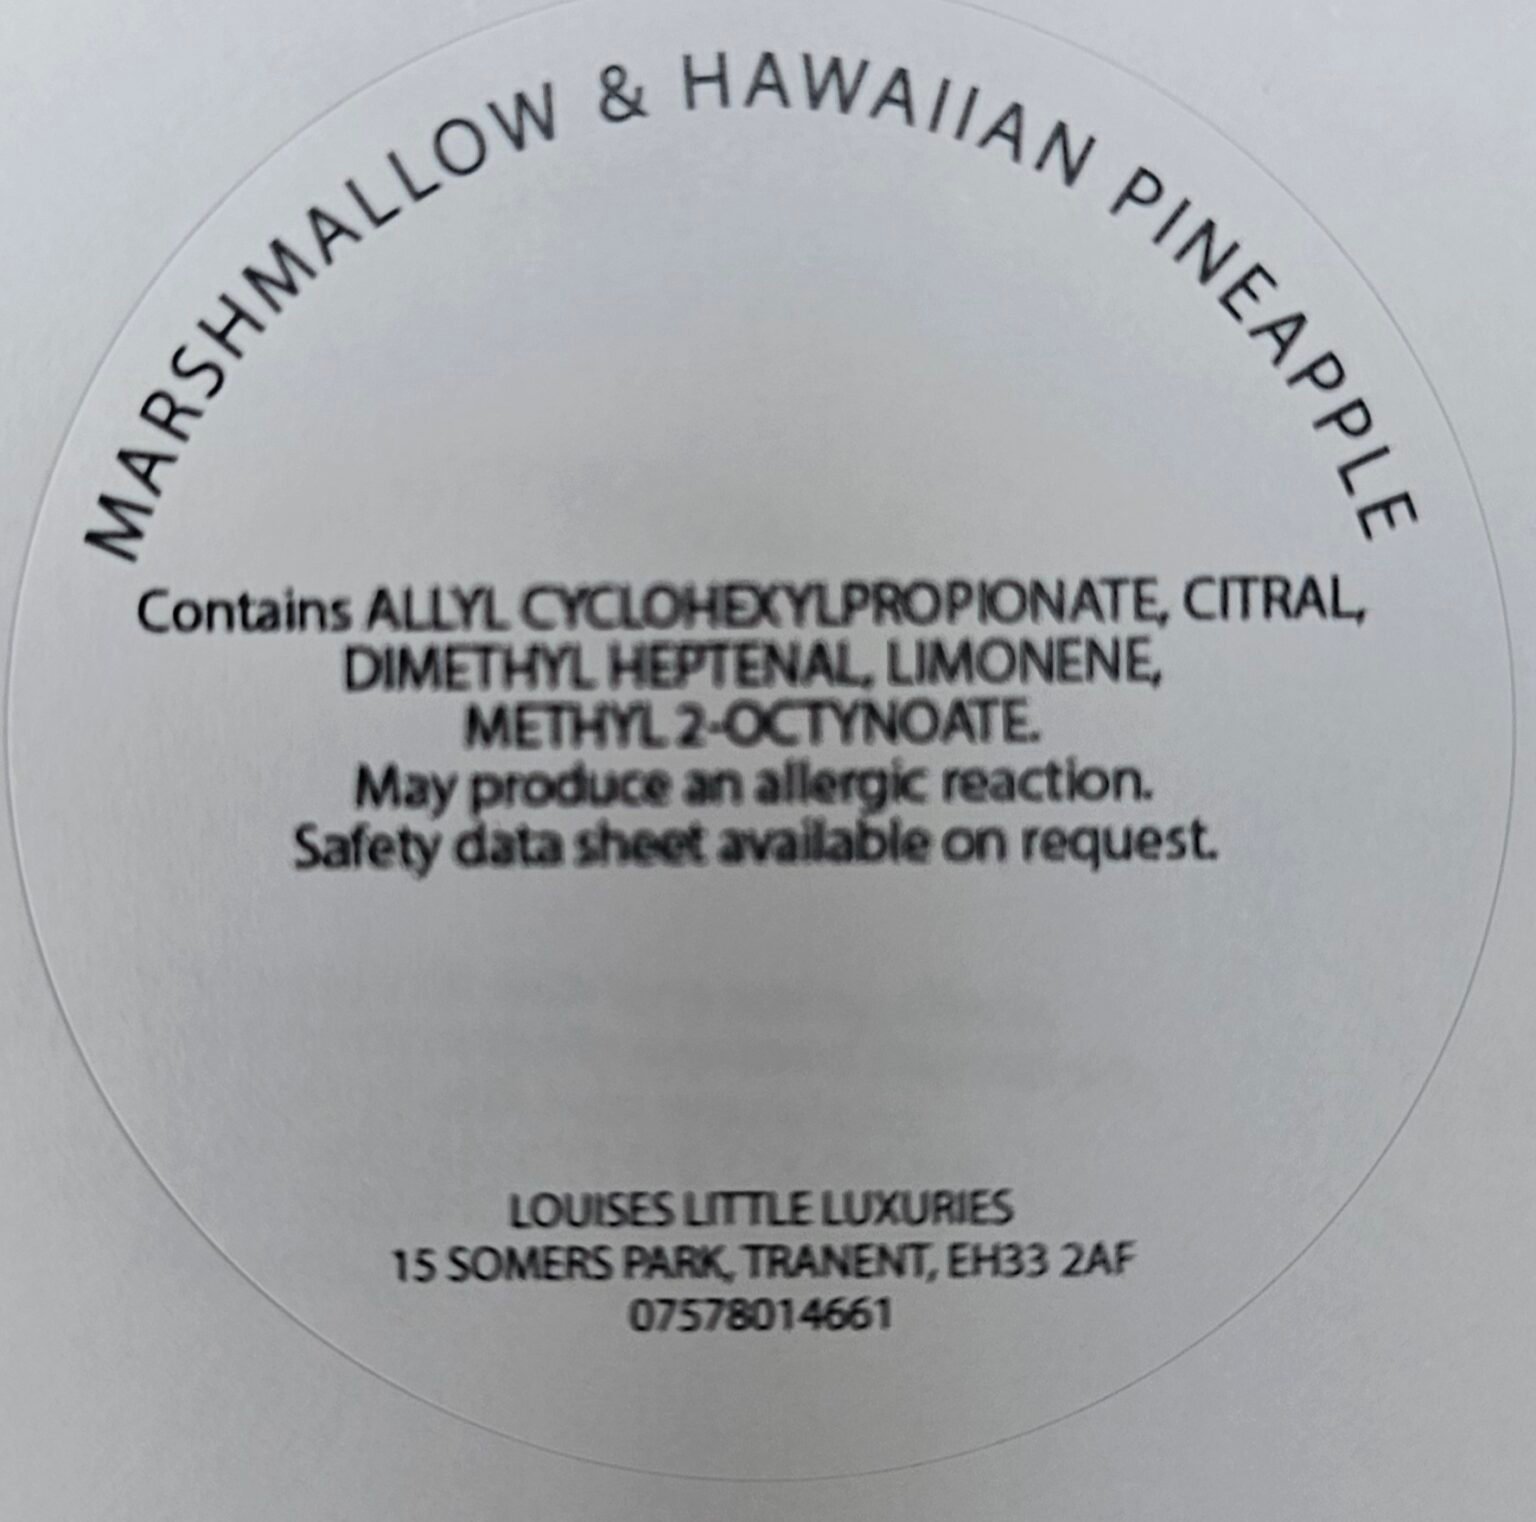 MARSHMALLOW & HAWAIIAN PINEAPPLE
Contains ALLYL CYCLOHEXYLPROPIONATE, CITRAL,
DIMETHYL HEPTENAL, LIMONENE,
METHYL 2-OCTYNOATE.
May produce an allergic reaction.
Safety data sheet available on request.
LOUISES LITTLE LUXURIES
15 SOMERS PARK, TRANENT, EH33 2AF
07578014661